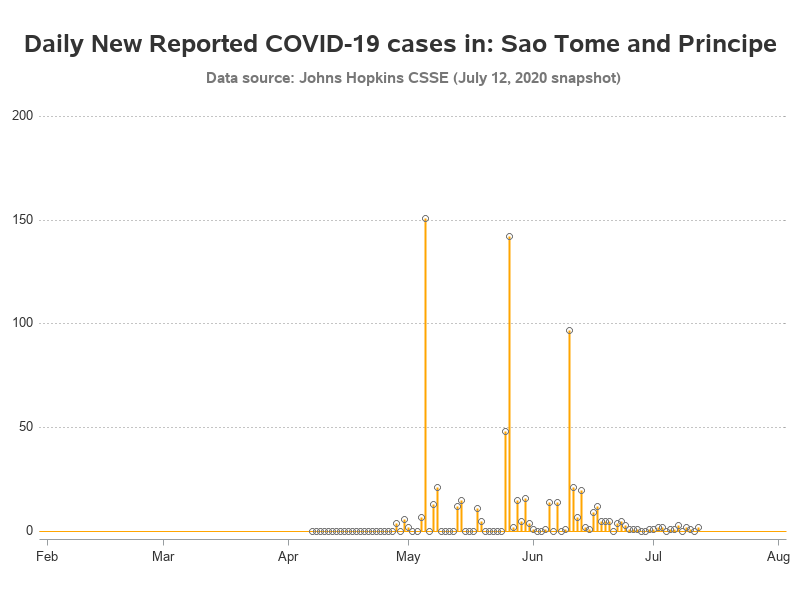 Daily New Reported COVID-19 cases in: Sao Tome and Principe
Data source: Johns Hopkins CSSE (July 12, 2020 snapshot)
200
150
100
50
0
Feb Mar Apr May Jun Jul Aug